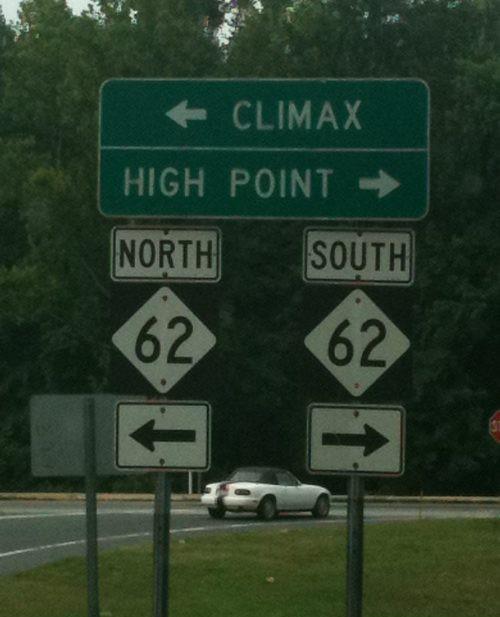 CLIMAX
HIGH POINT
NORTH SOUTH
62 62